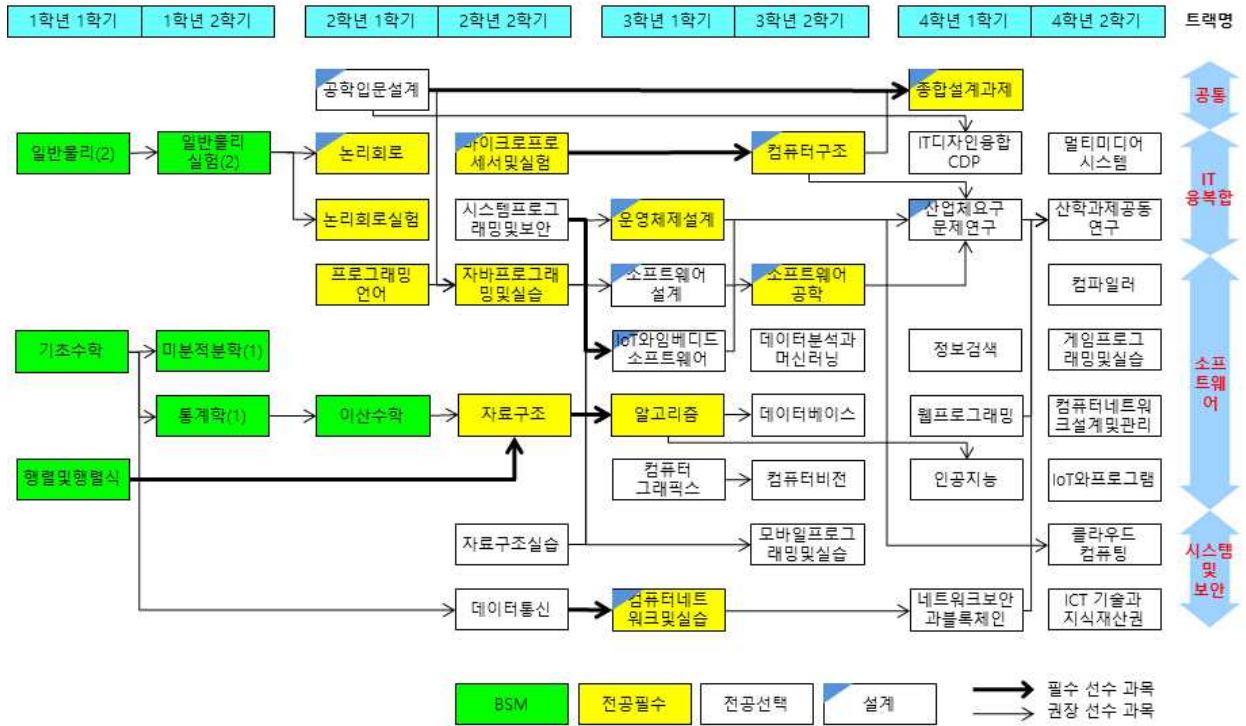 1학년 1학기
1학년 2학기
2학년 1학기
2학년 2학기
3학년 1학기
3학년 2학기
4학년 1학기
4학년 2학기
트랙명
공학입문설계
종합설계과제
공통
일반물리(2)
일반물리
실험(2)
논리회로
마이크로프로
세서및실험
컴퓨터구조
IT디자인융합
CDP
멀티미디어
시스템
IT
융복합
논리회로실험
시스템프로그
래밍및보안
운영체제설계
산업체요구
문제연구
산학과제공동
연구
프로그래밍
언어
자바프로그래
밍및실습
소프트웨어
설계
소프트웨어
공학
컴파일러
기초수학
미분적분학(1)
IoT와임베디드
소프트웨어
데이터분석과
머신러닝
정보검색
게임프로그
래밍및실습
소프
트웨
어
통계학(1)
이산수학
자료구조
알고리즘
데이터베이스
웹프로그래밍
컴퓨터네트워
크설계및관리
행렬및행렬식
컴퓨터
그래픽스
컴퓨터비전
인공지능
IoT와프로그램
자료구조실습
모바일프로그
래밍및실습
클라우드
컴퓨팅
시스템
및
보안
데이터통신
컴퓨터네트
워크및실습
네트워크보안
과블록체인
ICT 기술과
지식재산권
BSM
전공필수
전공선택
설계
필수 선수 과목
권장 선수 과목